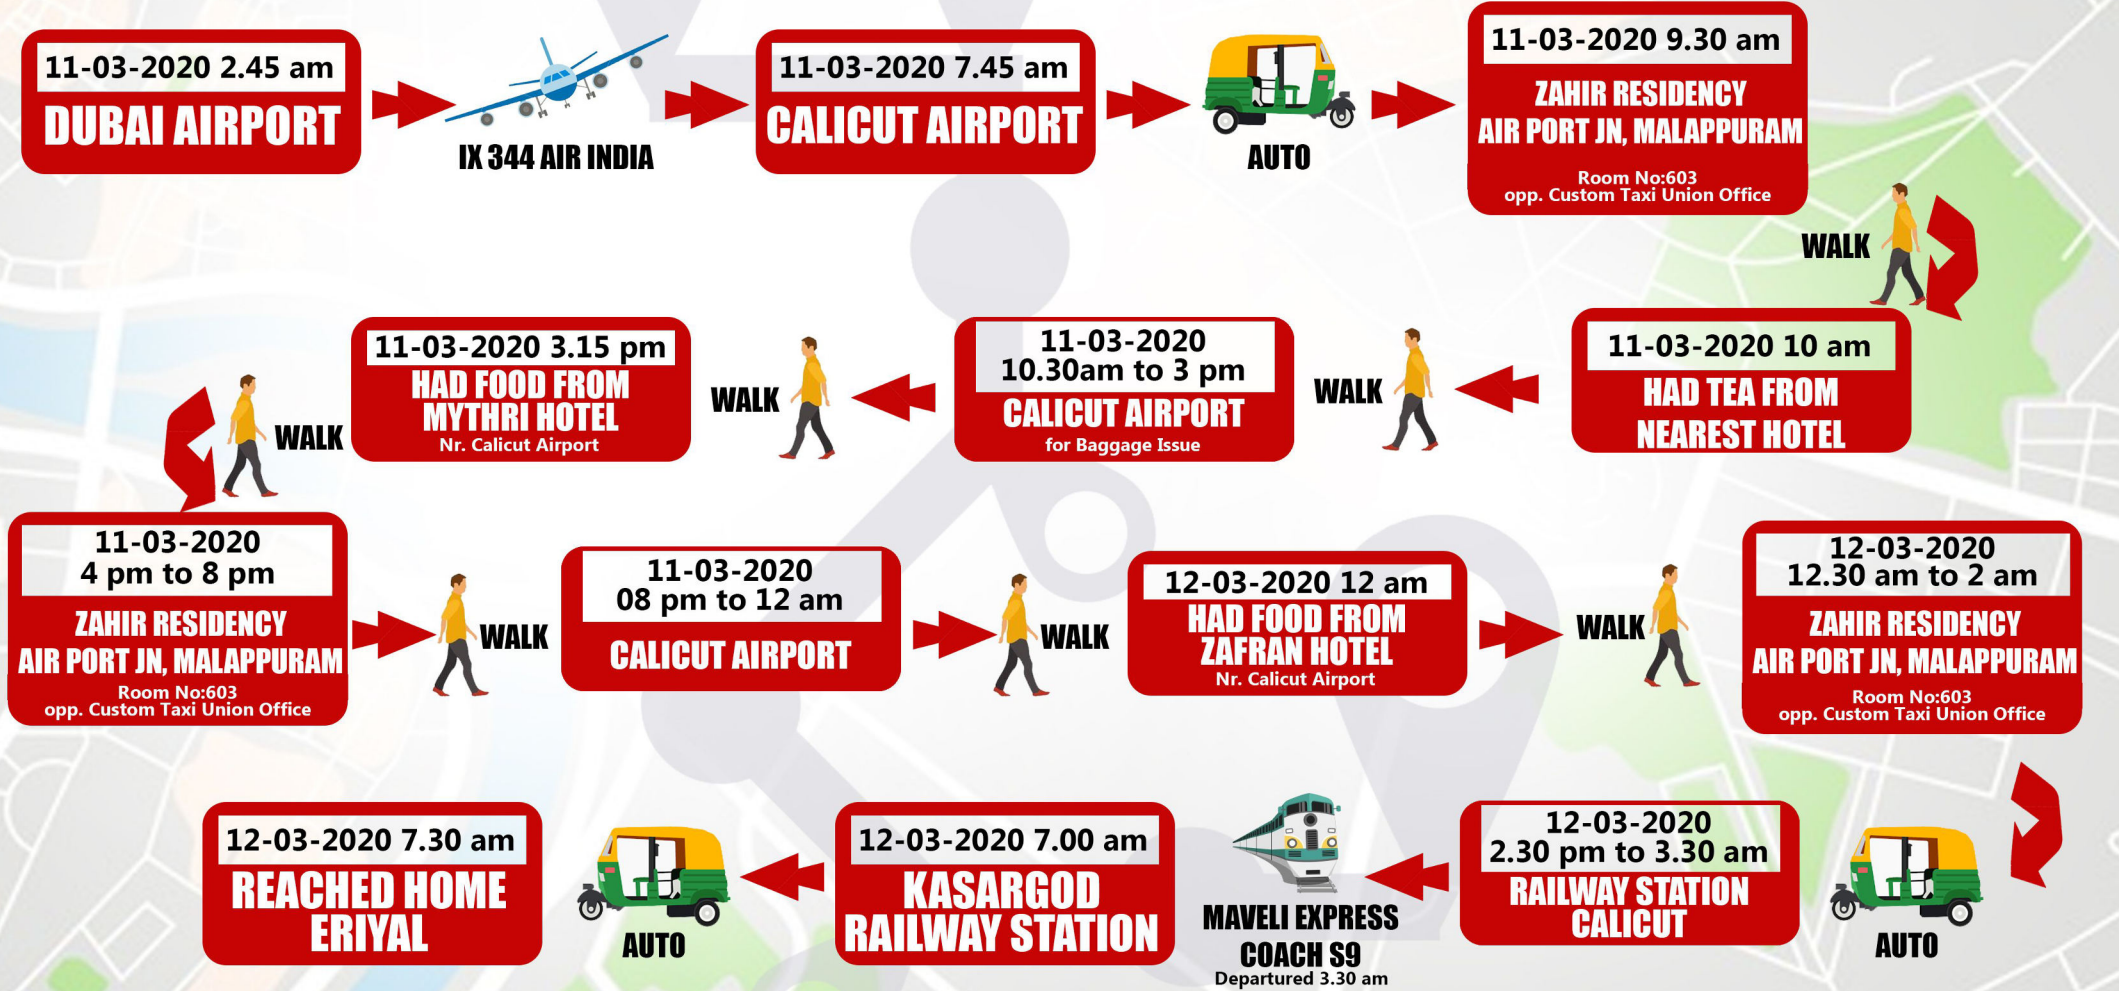 11-03-2020 2.45 am
DUBAI AIRPORT
IX 344 AIR INDIA
11-03-2020 7.45 am
CALICUT AIRPORT
AUTO
11-03-2020 9.30 am
ZAHIR RESIDENCY
AIR PORT JN, MALAPPURAM
Room No:603
opp. Custom Taxi Union Office
WALK
11-03-2020 10 am
HAD TEA FROM
NEAREST HOTEL
WALK
11-03-2020
10.30am to 3 pm
CALICUT AIRPORT
for Baggage Issue
WALK
11-03-2020 3.15 pm
HAD FOOD FROM
MYTHRI HOTEL
Nr. Calicut Airport
WALK
11-03-2020
4 pm to 8 pm
ZAHIR RESIDENCY
AIR PORT JN, MALAPPURAM
Room No:603
opp. Custom Taxi Union Office
WALK
11-03-2020
08 pm to 12 am
CALICUT AIRPORT
WALK
12-03-2020 12 am
HAD FOOD FROM
ZAFRAN HOTEL
Nr. Calicut Airport
WALK
12-03-2020
12.30 am to 2 am
ZAHIR RESIDENCY
AIR PORT JN, MALAPPURAM
Room No:603
opp. Custom Taxi Union Office
AUTO
12-03-2020
2.30 pm to 3.30 am
RAILWAY STATION
CALICUT
MAVELI EXPRESS
COACH S9
Departured 3.30 am
12-03-2020 7.00 am
KASARGOD
RAILWAY STATION
AUTO
12-03-2020 7.30 am
REACHED HOME
ERIYAL